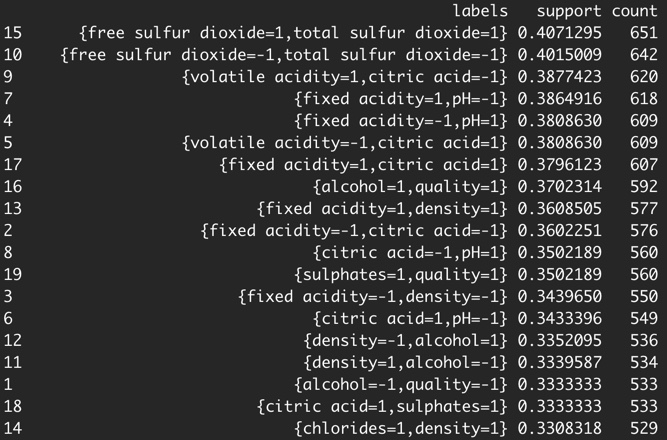 labels support count
15 {free sulfur dioxide=1,total sulfur dioxide=1} 0.4071295 651
10 {free sulfur dioxide=-1,total sulfur dioxide=-1} 0.4015009 642
9 {volatile acidity=1,citric acid=-1} 0.3877423 620
7 {fixed acidity=1,pH=-1} 0.3864916 618
4 {fixed acidity=-1,pH=1} 0.3808630 609
5 {volatile acidity=-1,citric acid=1} 0.3808630 609
17 {fixed acidity=1,citric acid=1} 0.3796123 607
16 {alcohol=1,quality=1} 0.3702314 592
13 {fixed acidity=1,density=1} 0.3608505 577
2 {fixed acidity=-1,citric acid=-1} 0.3602251 576
8 {citric acid=-1,pH=1} 0.3502189 560
19 {sulphates=1,quality=1} 0.3502189 560
3 {fixed acidity=-1,density=-1} 0.3439650 550
6 {citric acid=1,pH=-1} 0.3433396 549
12 {density=-1,alcohol=1} 0.3352095 536
11 {density=1,alcohol=-1} 0.3339587 534
1 {alcohol=-1,quality=-1} 0.3333333 533
18 {citric acid=1,sulphates=1} 0.3333333 533
14 {chlorides=1,density=1} 0.3308318 529